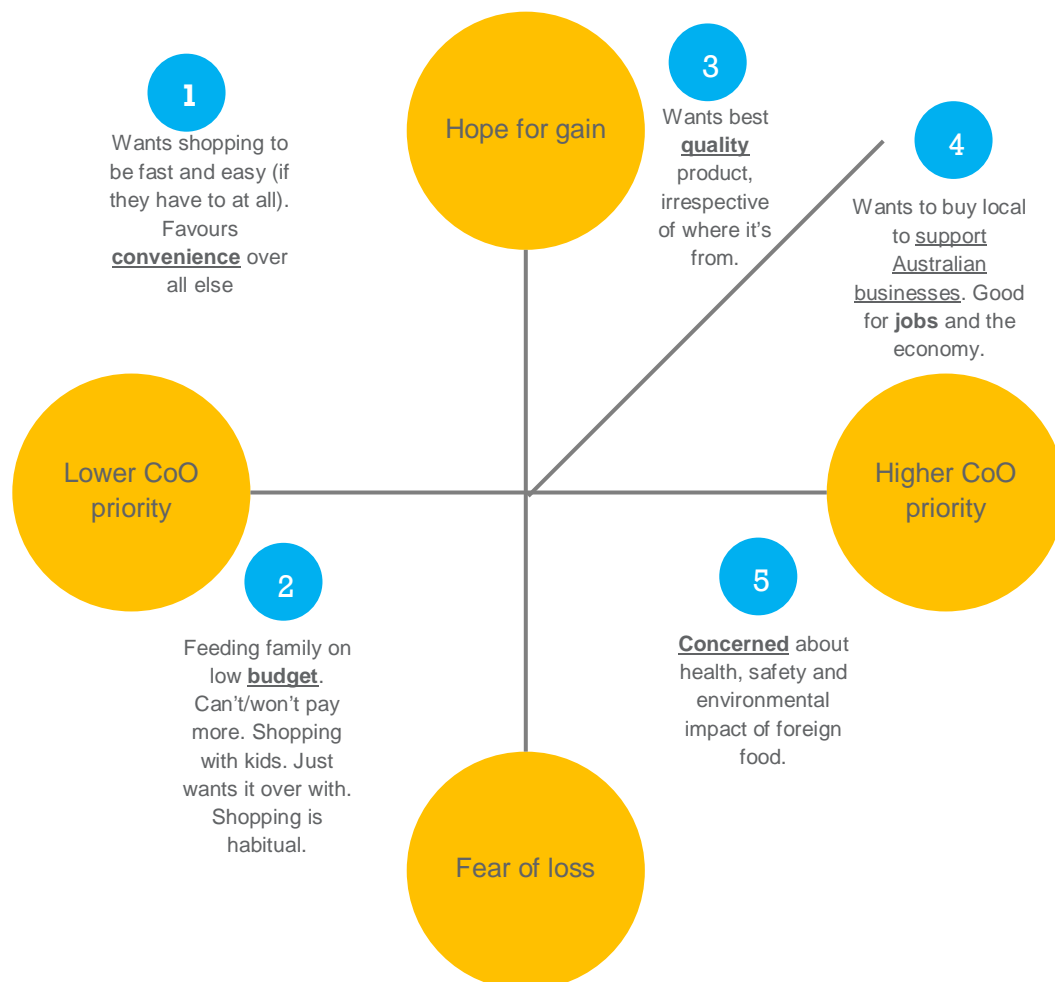 1
Wants shopping to
be fast and easy (if
they have to at all).
Favours
convenience over
all else
Hope for gain
3
Wants best
quality
product,
irrespective
of where it's
from.
4
Wants to buy local
to support
Australian
businesses. Good
for jobs and the
economy.
Lower CoO
priority
Higher CoO
priority
2
Feeding family on
low budget.
Can't/won't pay
more. Shopping
with kids. Just
wants it over with.
Shopping is
habitual.
5
Concerned about
health, safety and
environmental
impact of foreign
food.
Fear of loss